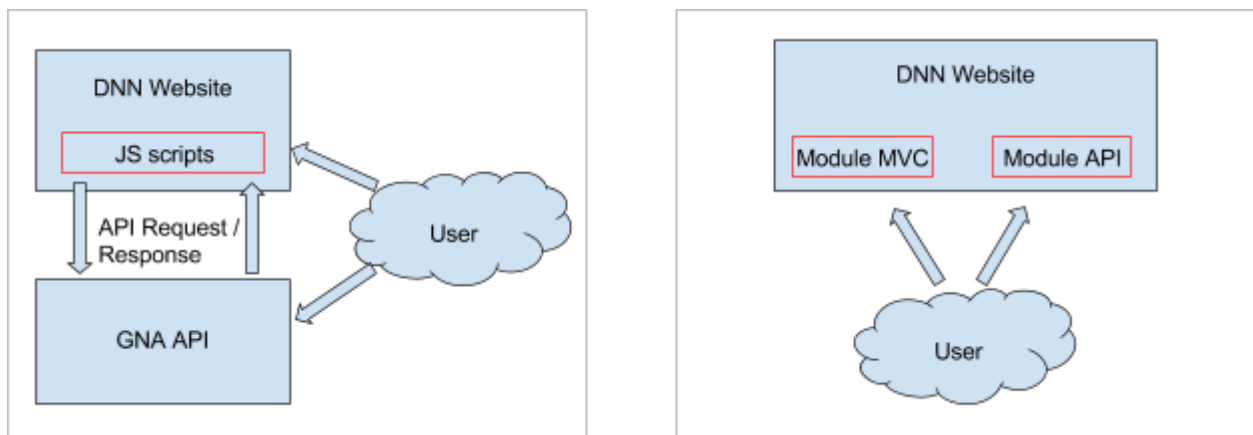 DNN Website
JS scripts
API Request /
Response
User
GNA API
DNN Website
Module MVC
Module API
User